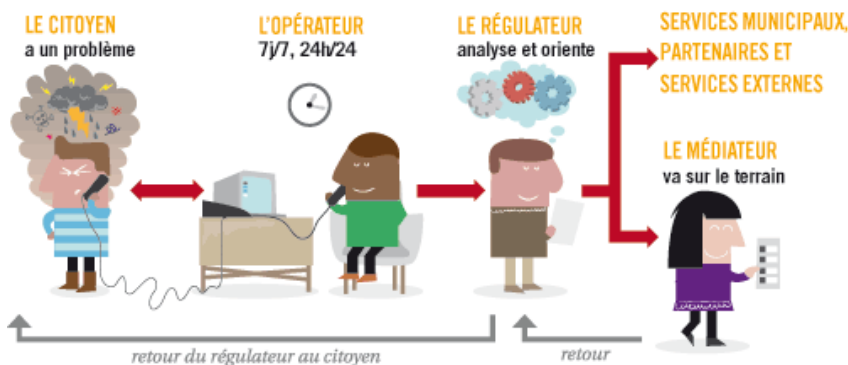 LE CITOYEN
a un problème
L'OPÉRATEUR
7j/7, 24h/24
LE RÉGULATEUR
analyse et oriente
SERVICES MUNICIPAUX,
PARTENAIRES ET
SERVICES EXTERNES
LE MÉDIATEUR
va sur le terrain
retour du régulateur au citoyen
retour